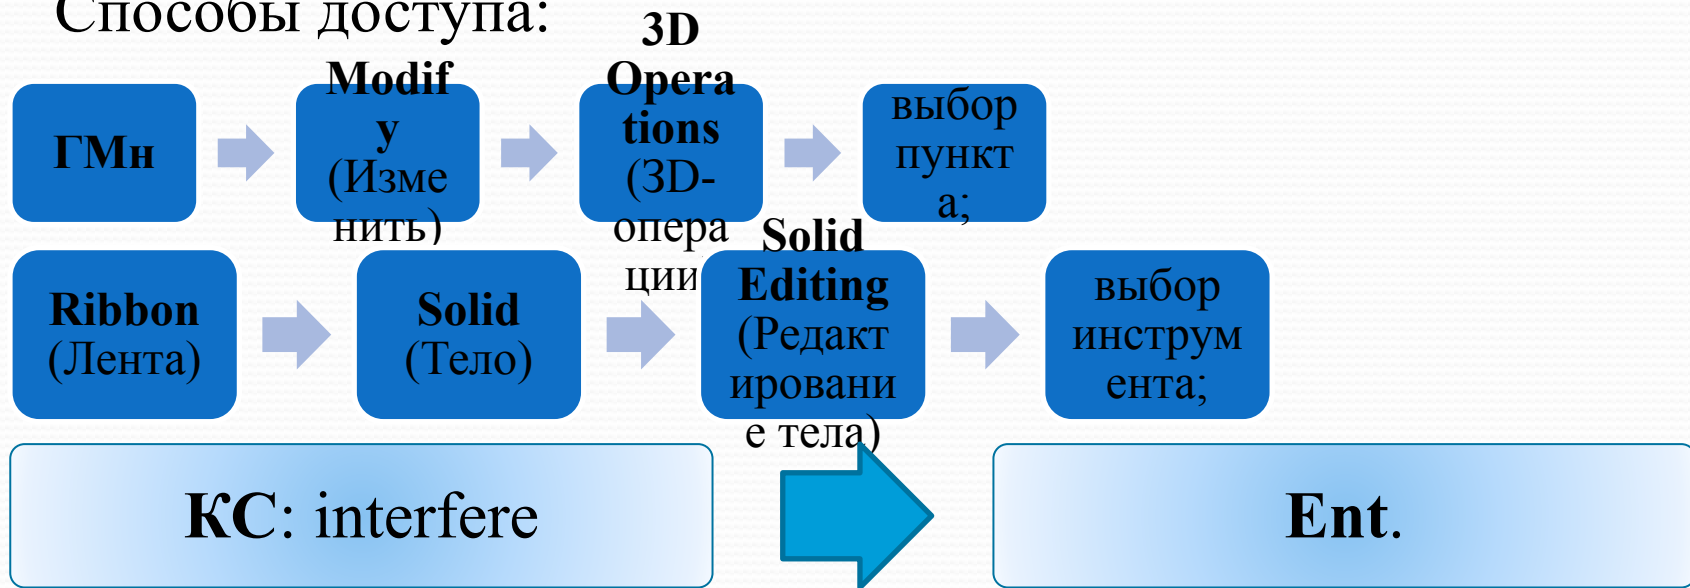 Способы доступа:
ГМн
Modif
y
(Изме
нить)
3D
Opera
tions
(3D-
опера
ции
выбор
пункт
а;
Ribbon
(Лента)
Solid
(Тело)
Solid
Editing
(Редакт
ировани
е тела)
выбор
инструм
ента;
КС: interfere
Ent.